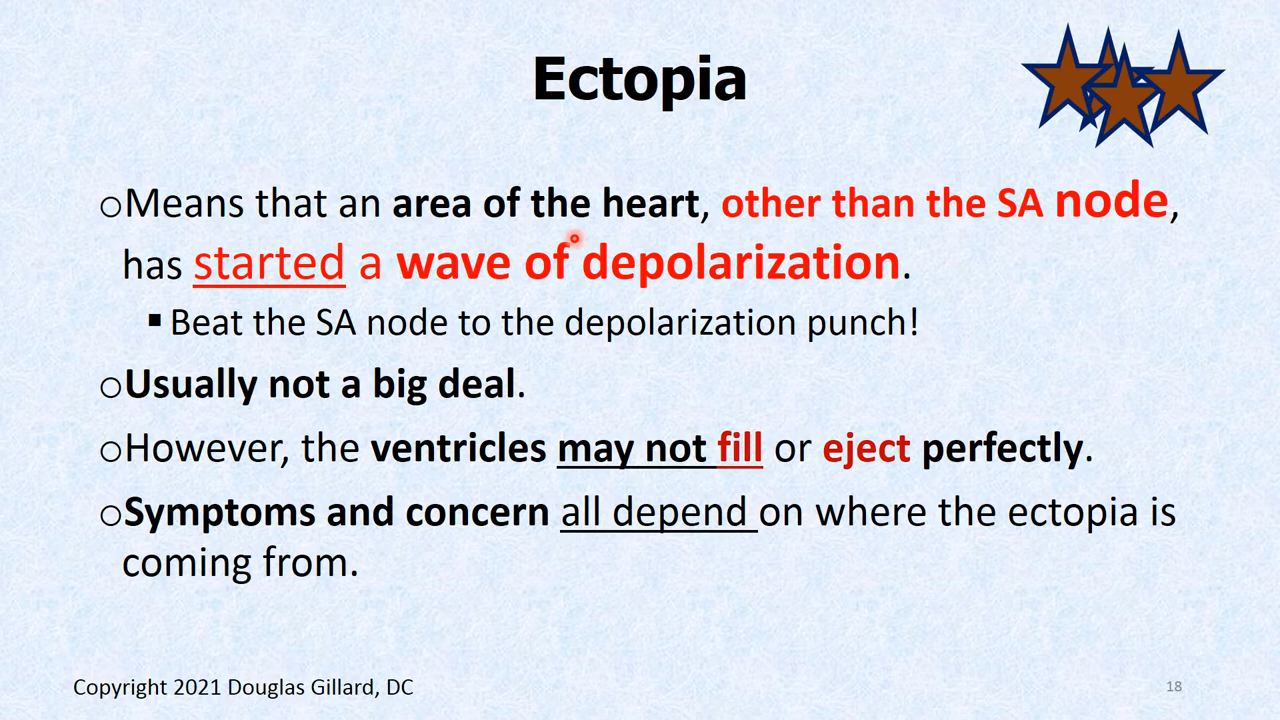 Ectopia
oMeans that an area of the heart, other than the SA node,
has started a wave of depolarization.
▪Beat the SA node to the depolarization punch!
oUsually not a big deal.
oHowever, the ventricles may not fill or eject perfectly.
oSymptoms and concern all depend on where the ectopia is
coming from.
Copyright 2021 Douglas Gillard, DC
18